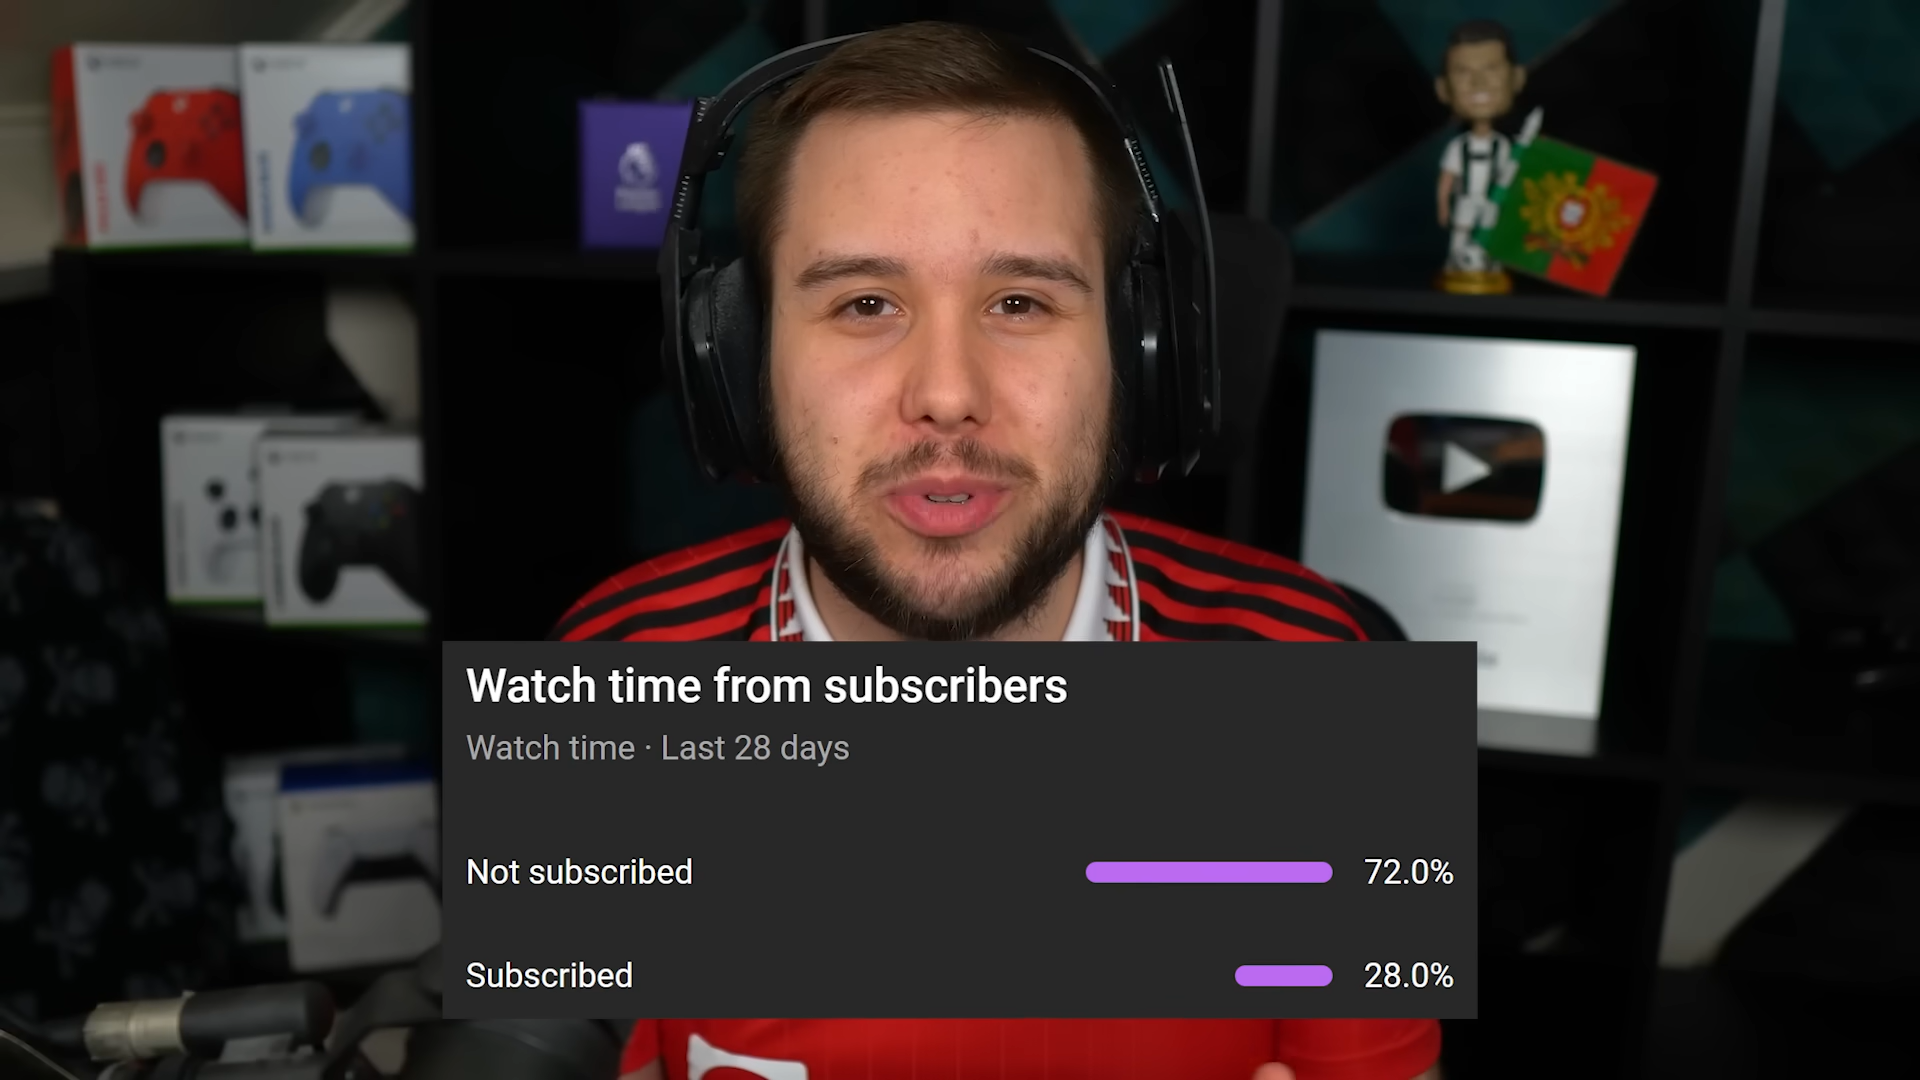 Watch time from subscribers
Watch time · Last 28 days
Not subscribed 72.0%
Subscribed 28.0%